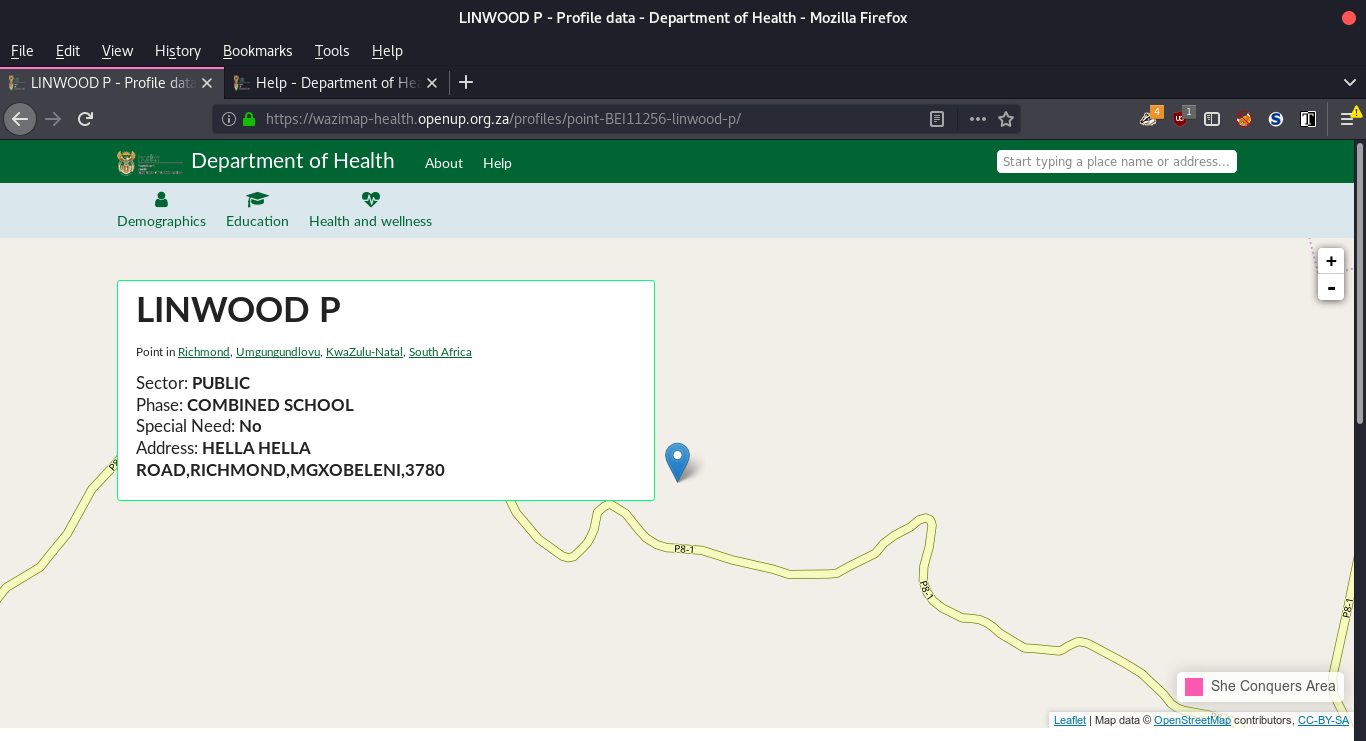 LINWOOD P - Profile data - Department of Health - Mozilla Firefox
File Edit View History Bookmarks Tools Help
LINWOOD P - Profile data
Help - Department of Hea
https://wazimap-health.openup.org.za/profiles/point-BEI11256-linwood-p/
4
1
Department of Health
About
Help
Start typing a place name or address...
Demographics
Education
Health and wellness
+
-
LINWOOD P
Point in Richmond, Umgungundlovu, KwaZulu-Natal, South Africa
Sector: PUBLIC
Phase: COMBINED SCHOOL
Special Need: No
Address: HELLA HELLA
ROAD,RICHMOND,MGXOBELENI,3780
P8-1
P8-1
P8-1
She Conquers Area
Leaflet | Map data © OpenStreetMap contributors, CC-BY-SA